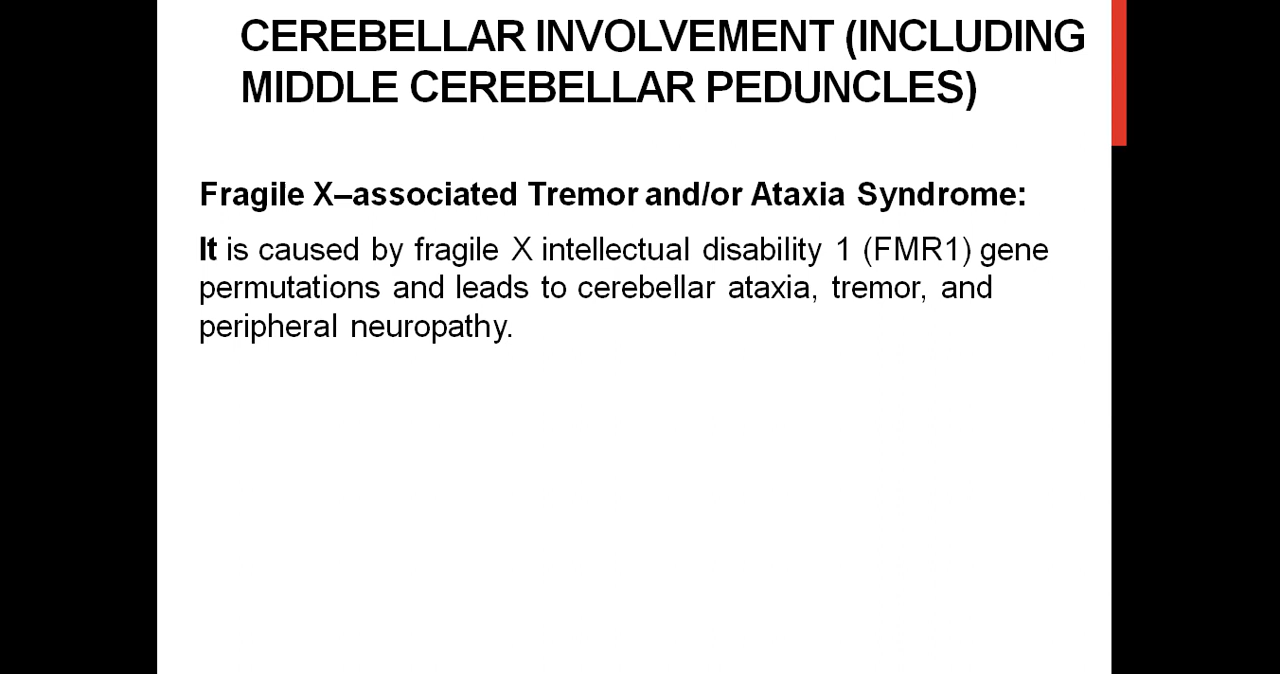 CEREBELLAR INVOLVEMENT (INCLUDING
MIDDLE CEREBELLAR PEDUNCLES)
Fragile X–associated Tremor and/or Ataxia Syndrome:
It is caused by fragile X intellectual disability 1 (FMR1) gene
permutations and leads to cerebellar ataxia, tremor, and
peripheral neuropathy.